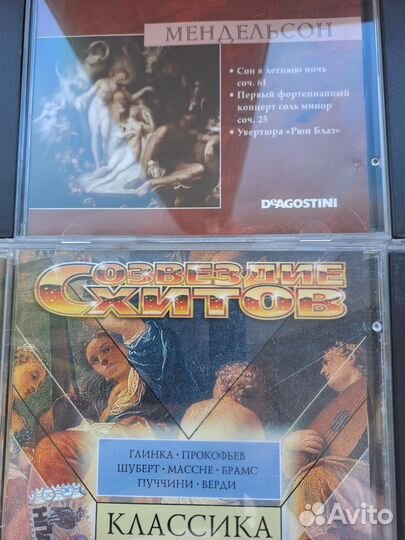 МЕНДЕЛЬСОН
• Сон в летнюю ночь
соч. 61
• Первый фортепианный
концерт соль минор
соч. 25
• Увертюра «Рюи Блаз»
DeAGOSTINI
СОЗВЕЗДИЕ
ХИТОВ
ГЛИНКА · ПРОКОФЬЕВ
ШУБЕРТ · МАССНЕ · БРАМС
ПУЧЧИНИ · ВЕРДИ
КЛАССИКА
Avito